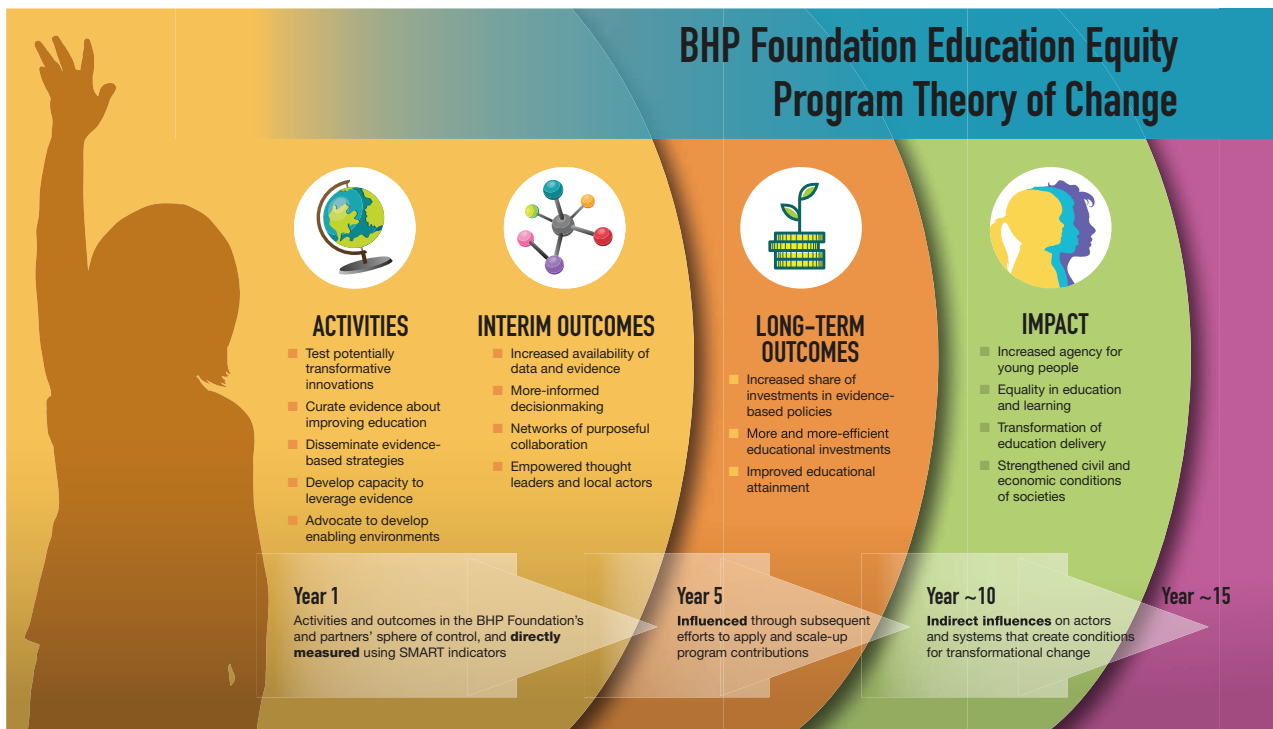 BHP Foundation Education Equity
Program Theory of Change
ACTIVITIES
Test potentially
transformative
innovations
Curate evidence about
improving education
Disseminate evidence-
based strategies
Develop capacity to
leverage evidence
Advocate to develop
enabling environments
INTERIM OUTCOMES
Increased availability of
data and evidence
More-informed
decisionmaking
Networks of purposeful
collaboration
Empowered thought
leaders and local actors
LONG-TERM
OUTCOMES
Increased share of
investments in evidence-
based policies
More and more-efficient
educational investments
Improved educational
attainment
IMPACT
Increased agency for
young people
Equality in education
and learning
Transformation of
education delivery
Strengthened civil and
economic conditions
of societies
Year 1
Activities and outcomes in the BHP Foundation's
and partners' sphere of control, and directly
measured using SMART indicators
Year 5
Influenced through subsequent
efforts to apply and scale-up
program contributions
Year ~10
Indirect influences on actors
and systems that create conditions
for transformational change
Year ~15